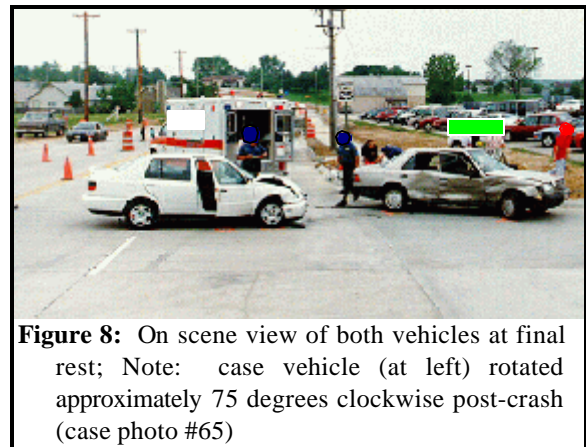 Figure 8: On scene view of both vehicles at final
rest; Note: case vehicle (at left) rotated
approximately 75 degrees clockwise post-crash
(case photo #65)